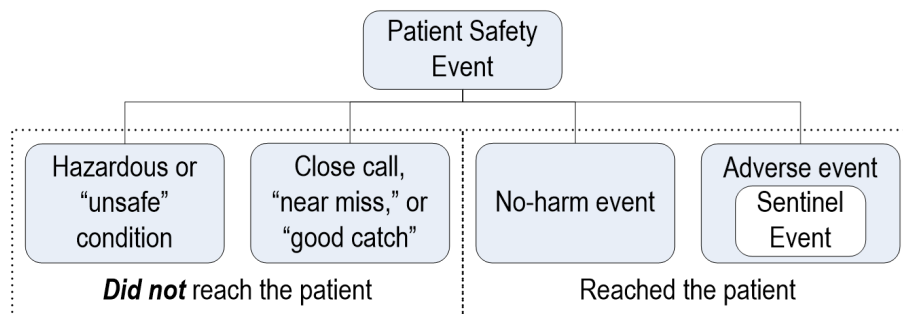 Patient Safety
Event
Hazardous or
“unsafe”
condition
Close call,
“near miss,” or
“good catch”
No-harm event
Adverse event
Sentinel
Event
Did not reach the patient
Reached the patient